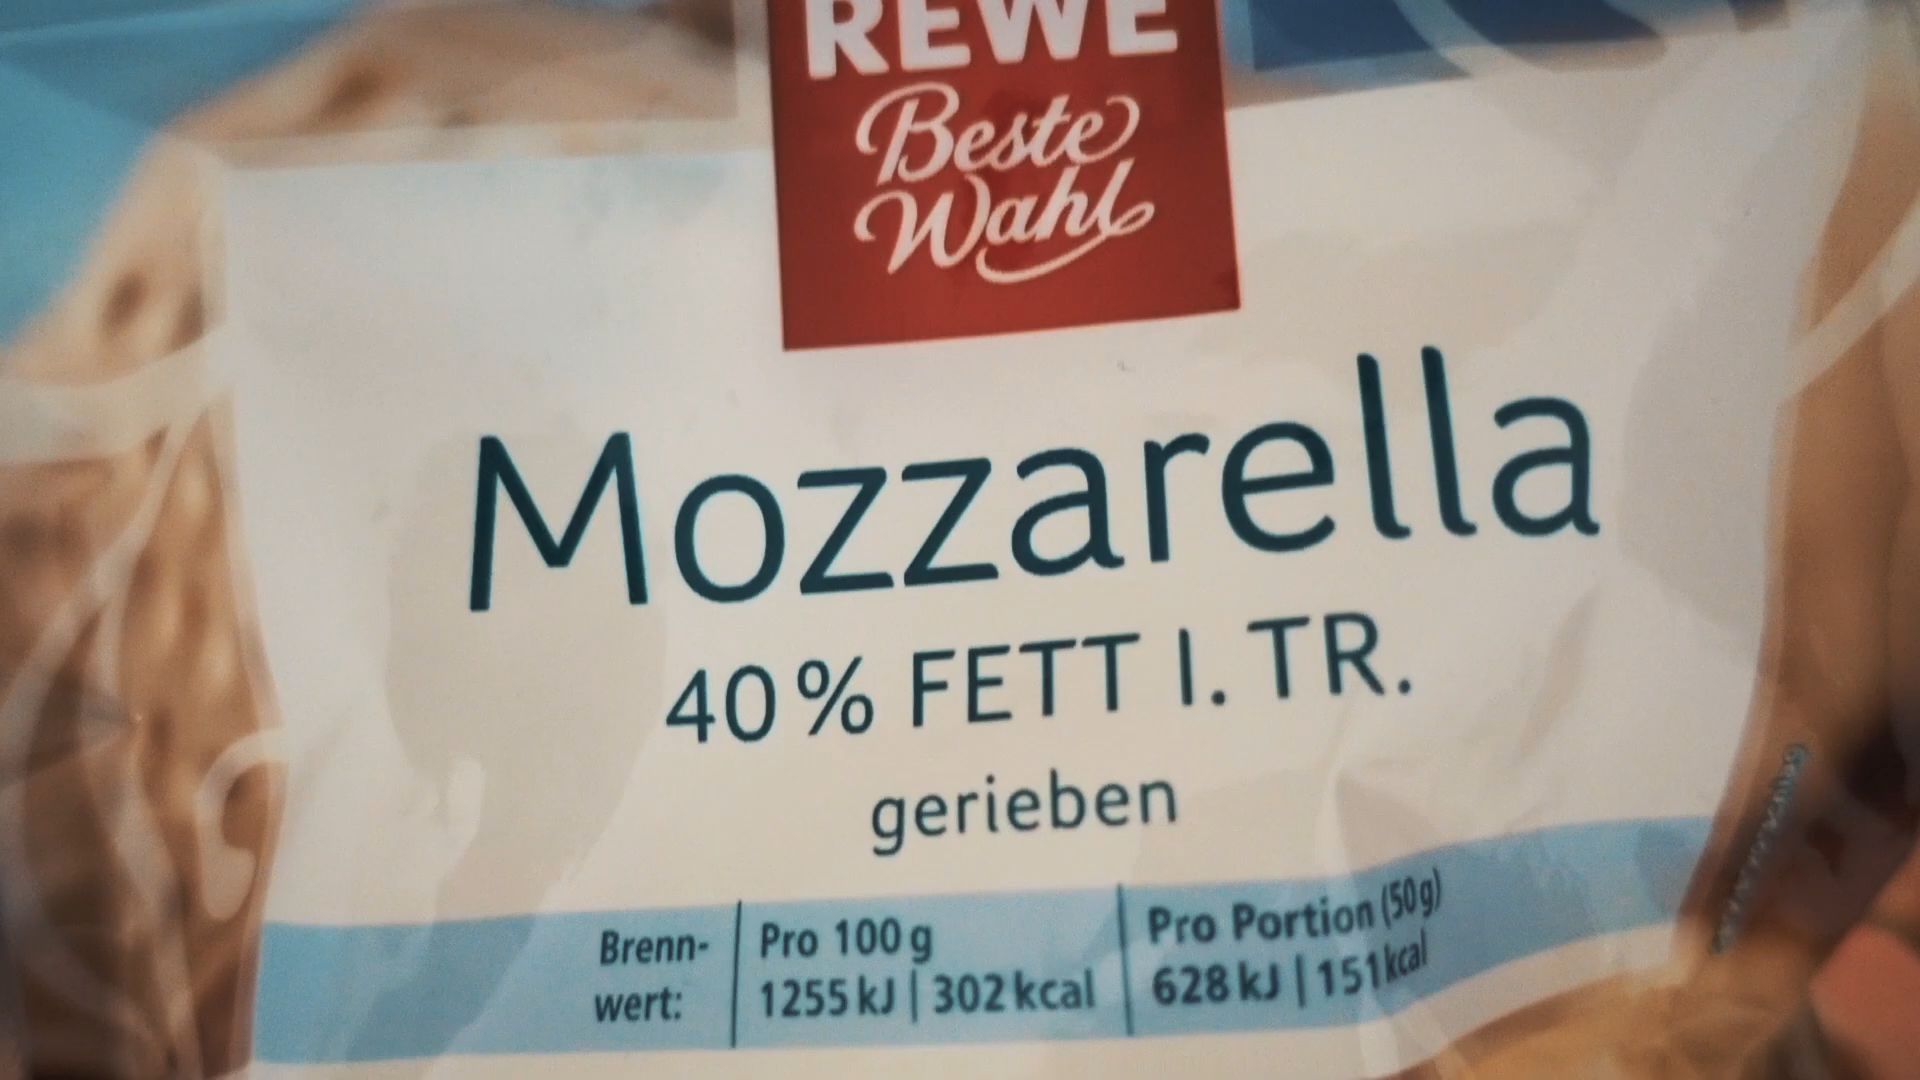 REWE
Beste
Wahl
Mozzarella
40% FETT I. TR.
gerieben
Brenn-
wert:
Pro 100 g
1255 kJ | 302 kcal
Pro Portion (50 g)
628 kJ | 151 kcal